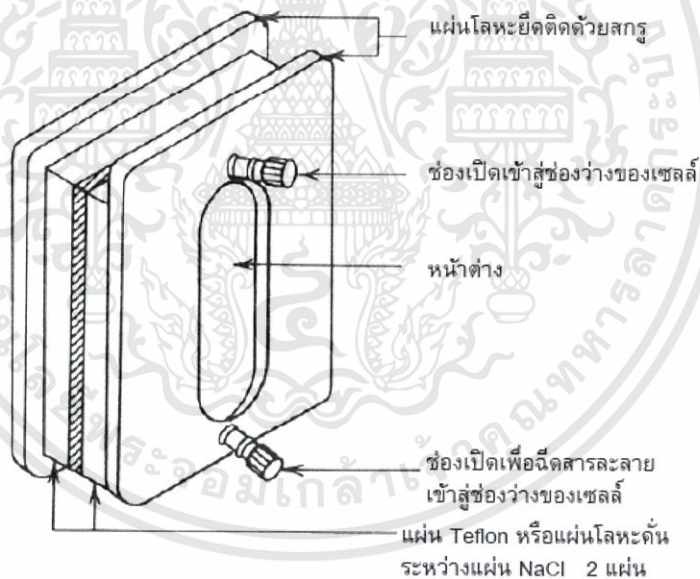 แผ่นโลหะยึดติดด้วยสกรู
ช่องเปิดเข้าสู่ช่องว่างของเซลล์
หน้าต่าง
ช่องเปิดเพื่อฉีดสารละลาย
เข้าสู่ช่องว่างของเซลล์
แผ่น Teflon หรือแผ่นโลหะคั่น
ระหว่างแผ่น NaCl 2 แผ่น